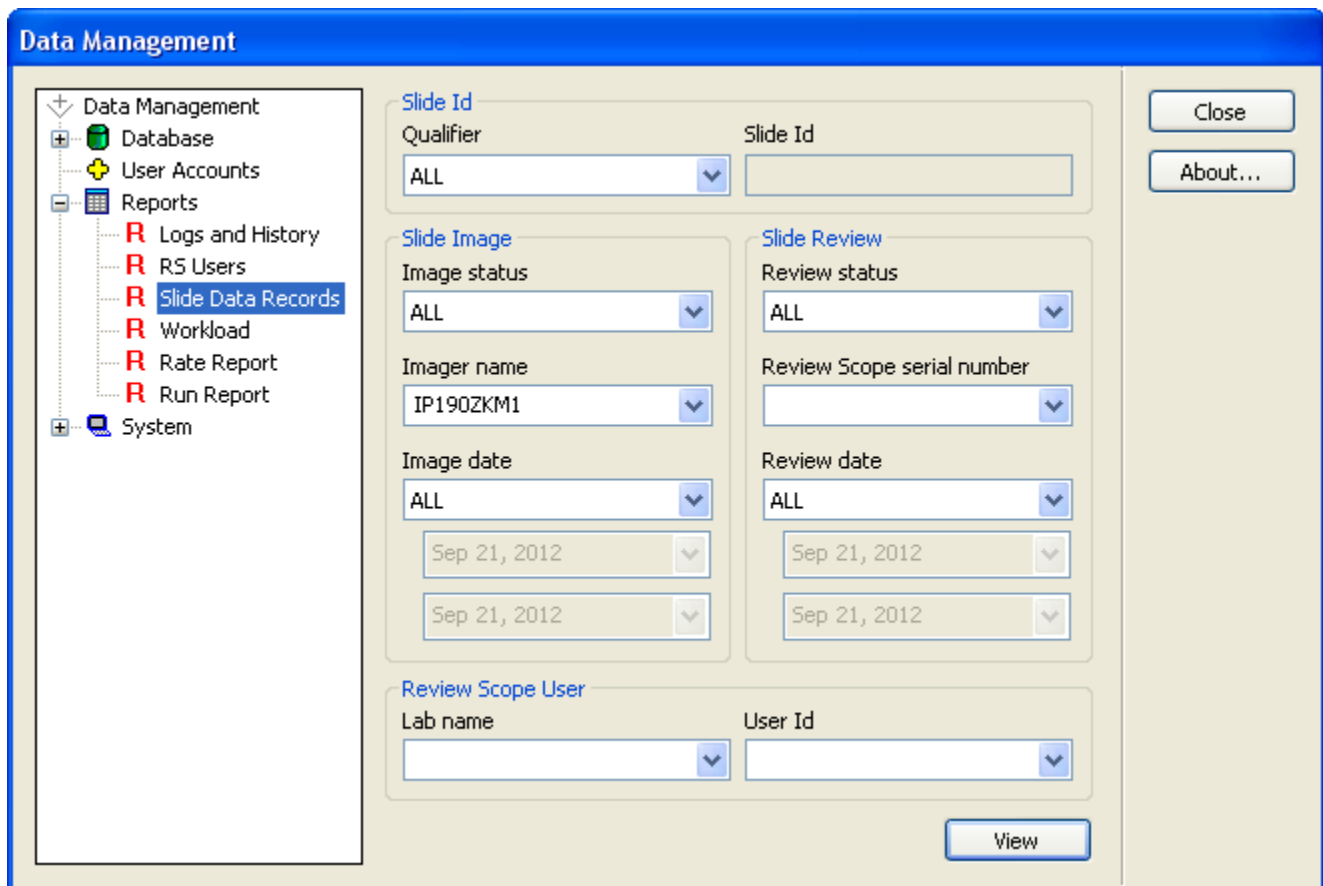 Data Management
Data Management
Database
User Accounts
Reports
R Logs and History
R RS Users
R Slide Data Records
R Workload
R Rate Report
R Run Report
System
Slide Id
Qualifier
ALL
Slide Id
Slide Image
Image status
ALL
Imager name
IP190ZKM1
Image date
ALL
Sep 21, 2012
Sep 21, 2012
Slide Review
Review status
ALL
Review Scope serial number
Review date
ALL
Sep 21, 2012
Sep 21, 2012
Review Scope User
Lab name
User Id
View
Close
About...